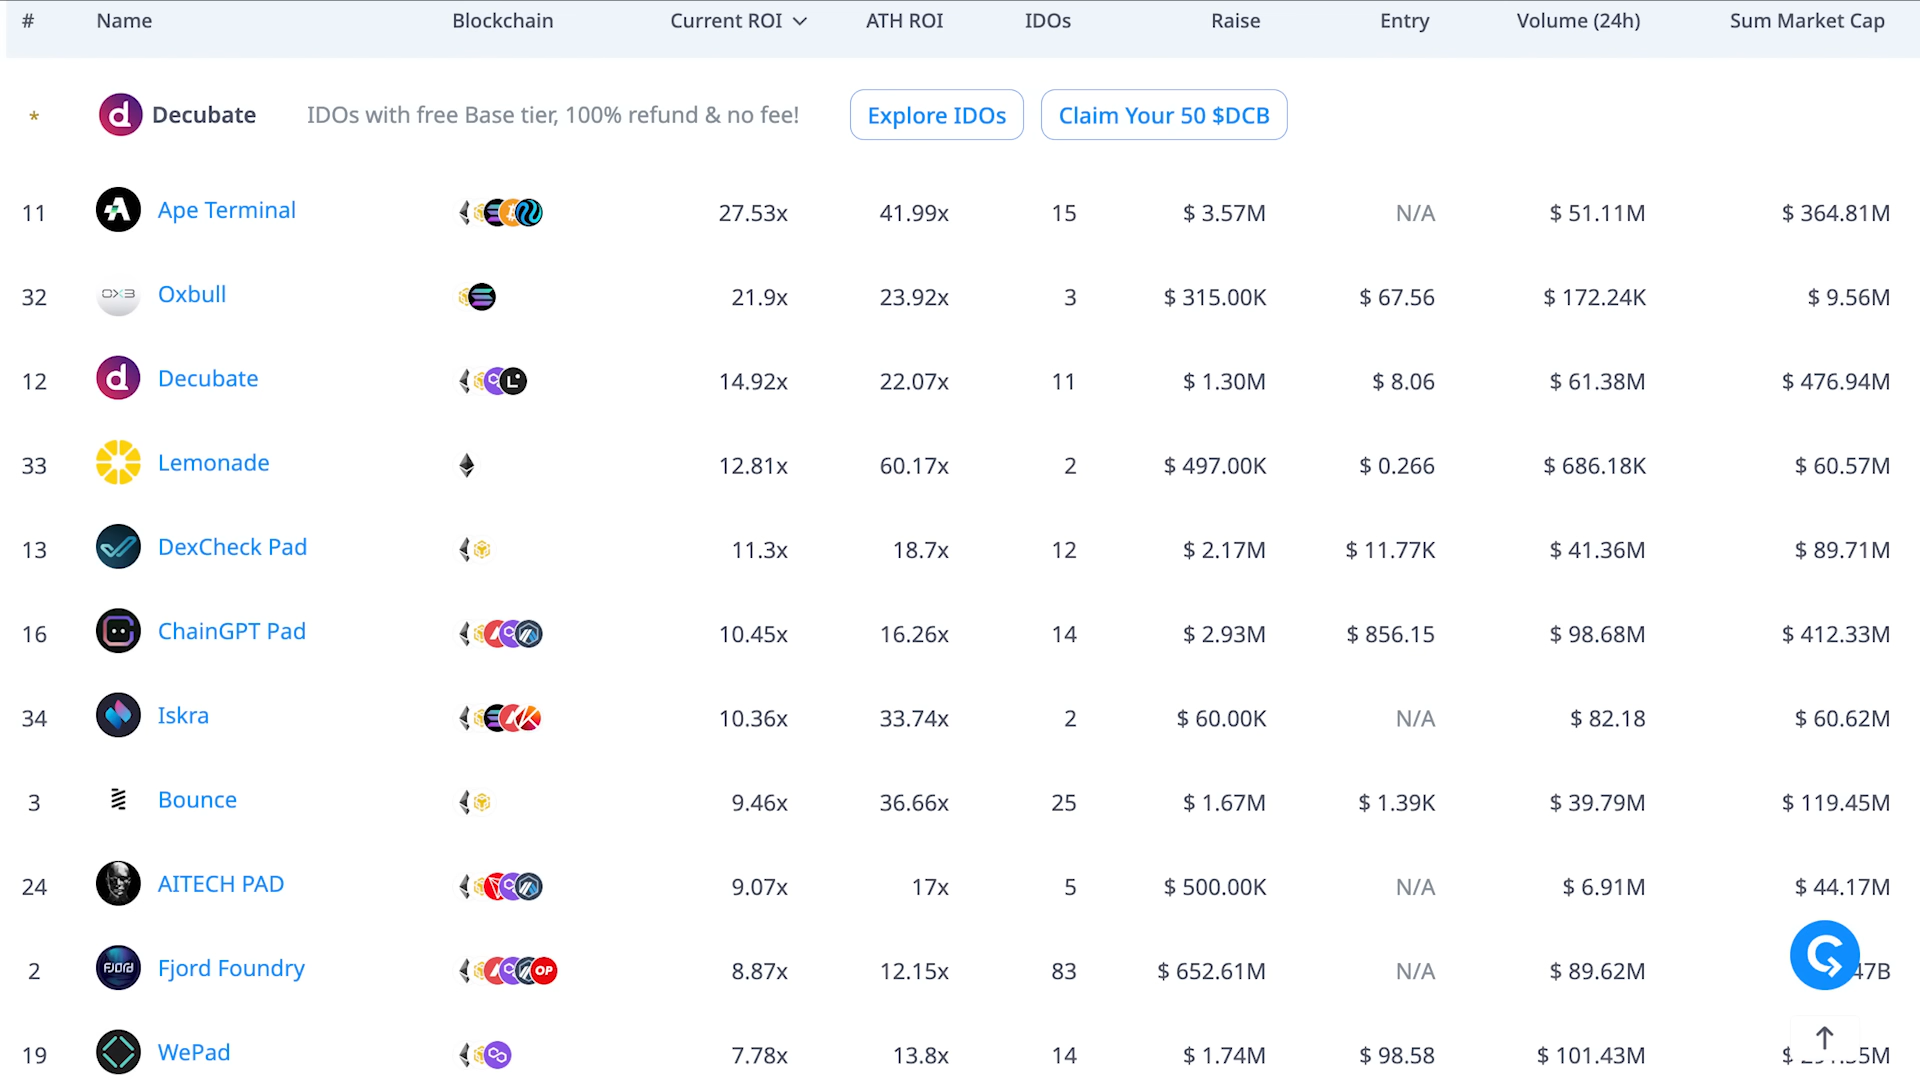 # Name Blockchain Current ROI ATH ROI IDOs Raise Entry Volume (24h) Sum Market Cap
* Decubate IDOs with free Base tier, 100% refund & no fee! Explore IDOs Claim Your 50 $DCB
11 Ape Terminal 27.53x 41.99x 15 $ 3.57M N/A $ 51.11M $ 364.81M
32 OX3 Oxbull 21.9x 23.92x 3 $ 315.00K $ 67.56 $ 172.24K $ 9.56M
12 Decubate 14.92x 22.07x 11 $ 1.30M $ 8.06 $ 61.38M $ 476.94M
33 Lemonade 12.81x 60.17x 2 $ 497.00K $ 0.266 $ 686.18K $ 60.57M
13 DexCheck Pad 11.3x 18.7x 12 $ 2.17M $ 11.77K $ 41.36M $ 89.71M
16 ChainGPT Pad 10.45x 16.26x 14 $ 2.93M $ 856.15 $ 98.68M $ 412.33M
34 Iskra 10.36x 33.74x 2 $ 60.00K N/A $ 82.18 $ 60.62M
3 Bounce 9.46x 36.66x 25 $ 1.67M $ 1.39K $ 39.79M $ 119.45M
24 AITECH PAD 9.07x 17x 5 $ 500.00K N/A $ 6.91M $ 44.17M
2 FJORD Fjord Foundry OP 8.87x 12.15x 83 $ 652.61M N/A $ 89.62M 47B
19 WePad 7.78x 13.8x 14 $ 1.74M $ 98.58 $ 101.43M $